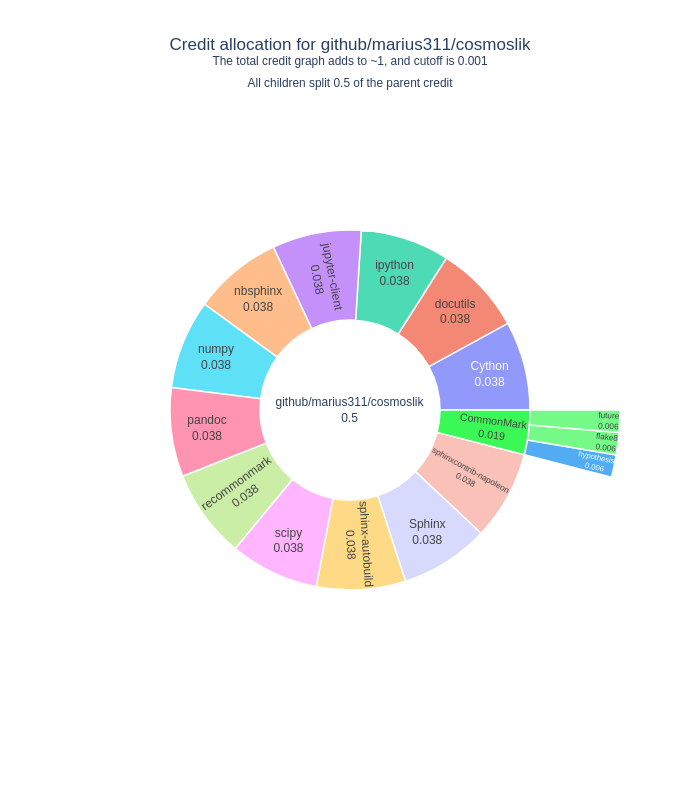 Credit allocation for github/marius311/cosmoslik
The total credit graph adds to ~1, and cutoff is 0.001
All children split 0.5 of the parent credit
jupyter-client
0.038
ipython
0.038
nbsphinx
0.038
docutils
0.038
numpy
0.038
Cython
0.038
github/marius311/cosmoslik
0.5
pandoc
0.038
CommonMark
0.019
future
0.006
flake8
0.006
hypothesis
0.006
recommonmark
0.038
sphinxcontrib-napoleon
0.038
scipy
0.038
sphinx-autobuild
0.038
Sphinx
0.038